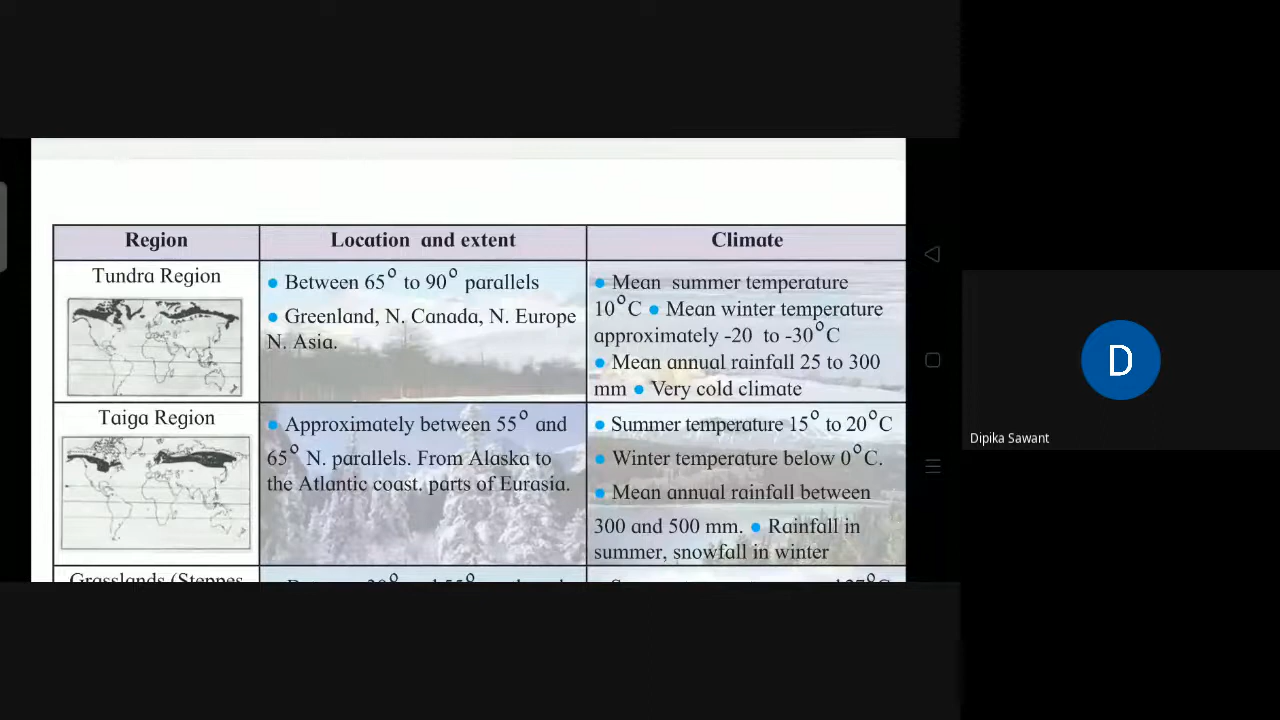 Region
Location and extent
Climate
Tundra Region
● Between 65° to 90° parallels
● Greenland, N. Canada, N. Europe
N. Asia.
● Mean summer temperature
10°C ● Mean winter temperature
approximately -20 to -30°C
● Mean annual rainfall 25 to 300
mm ● Very cold climate
Taiga Region
● Approximately between 55° and
65° N. parallels. From Alaska to
the Atlantic coast. parts of Eurasia.
● Summer temperature 15° to 20°C
● Winter temperature below 0°C.
● Mean annual rainfall between
300 and 500 mm. ● Rainfall in
summer, snowfall in winter
Grasslands (Steppes
D
Dipika Sawant